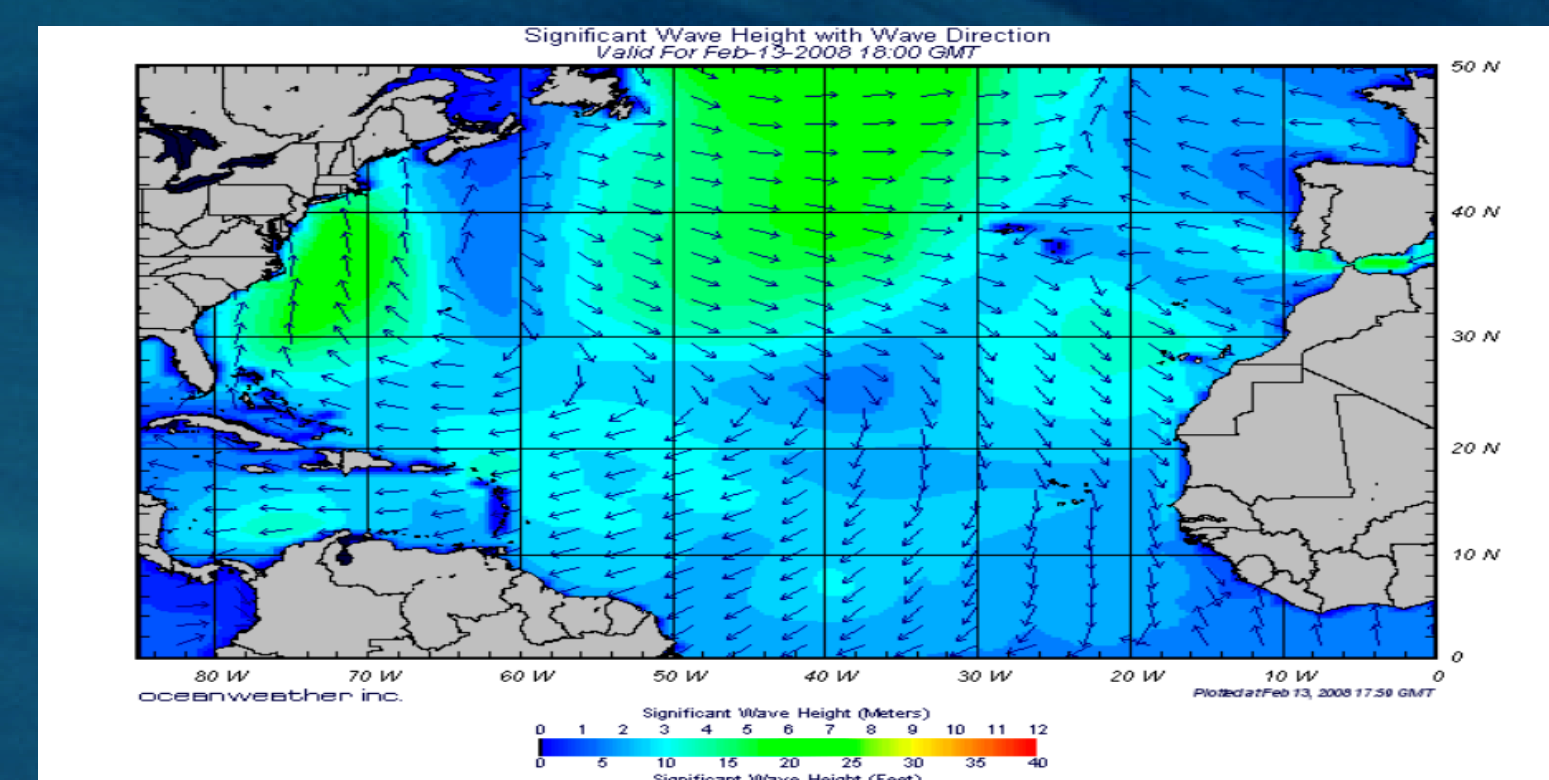 Significant Wave Height with Wave Direction
Valid For Feb-13-2008 18:00 GMT
50 N
40 N
30 N
20 N
10 N
0
80 W 70 W 60 W 50 W 40 W 30 W 20 W 10 W 0
oceanweather inc.
Plotted at Feb 13, 2008 17:59 GMT
Significant Wave Height (Meters)
0 1 2 3 4 5 6 7 8 9 10 11 12
0 5 10 15 20 25 30 35 40
Significant Wave Height (Feet)